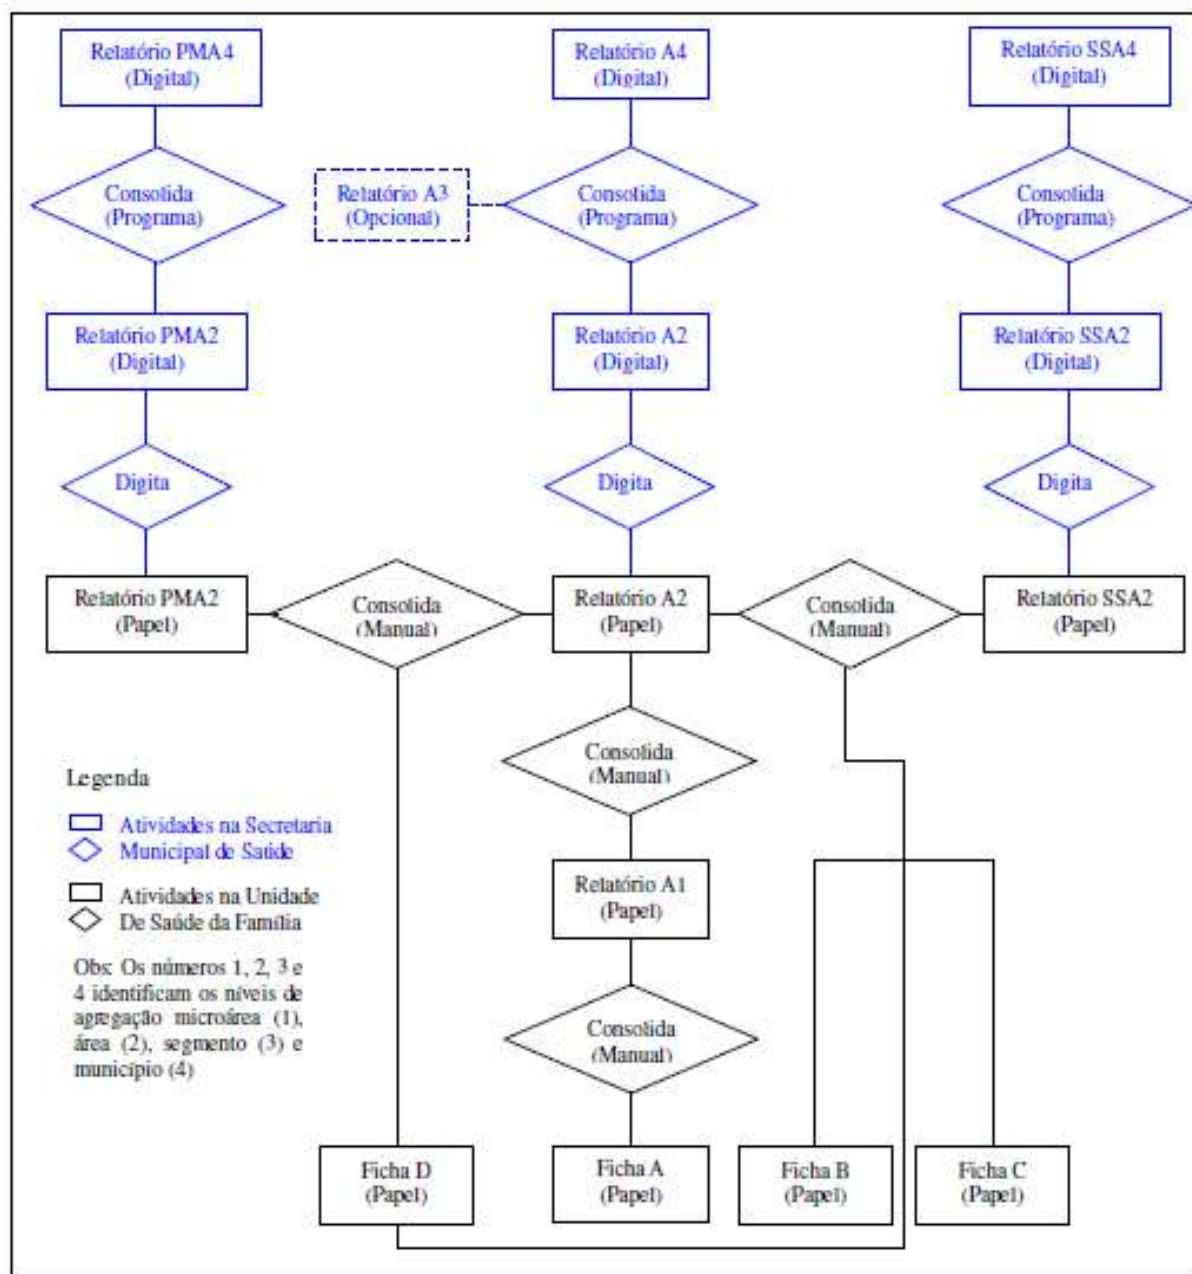 Relatório PMA4
(Digital)
Relatório A4
(Digital)
Relatório SSA4
(Digital)
Consolida
(Programa)
Relatório A3
(Opcional)
Consolida
(Programa)
Consolida
(Programa)
Relatório PMA2
(Digital)
Relatório A2
(Digital)
Relatório SSA2
(Digital)
Digita
Digita
Digita
Relatório PMA2
(Papel)
Consolida
(Manual)
Relatório A2
(Papel)
Consolida
(Manual)
Relatório SSA2
(Papel)
Consolida
(Manual)
Legenda
Atividades na Secretaria
Municipal de Saúde
Atividades na Unidade
De Saúde da Família
Obs: Os números 1, 2, 3 e
4 identificam os níveis de
agregação microárea (1),
área (2), segmento (3) e
município (4)
Relatório A1
(Papel)
Consolida
(Manual)
Ficha D
(Papel)
Ficha A
(Papel)
Ficha B
(Papel)
Ficha C
(Papel)